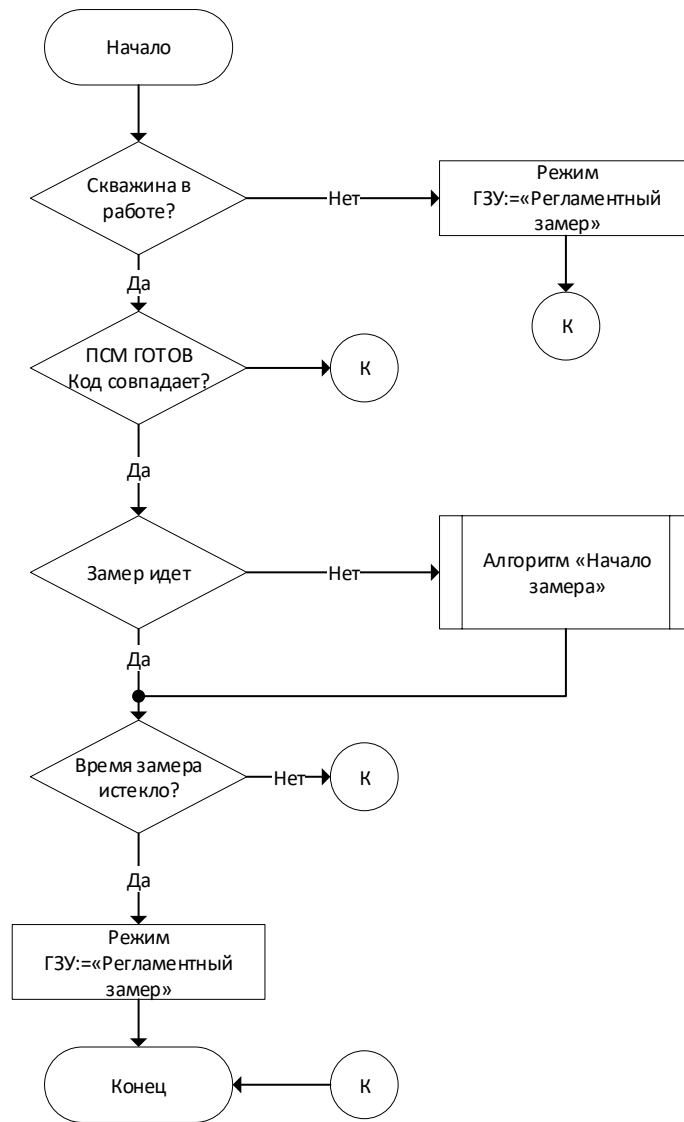 Начало
Скважина в
работе?
Нет
Режим
ГЗУ:=«Регламентный
замер»
Да
К
ПСМ ГОТОВ
Код совпадает?
К
Да
Замер идет
Нет
Алгоритм «Начало
замера»
Да
Время замера
истекло?
Нет
К
Да
Режим
ГЗУ:=«Регламентный
замер»
Конец
К